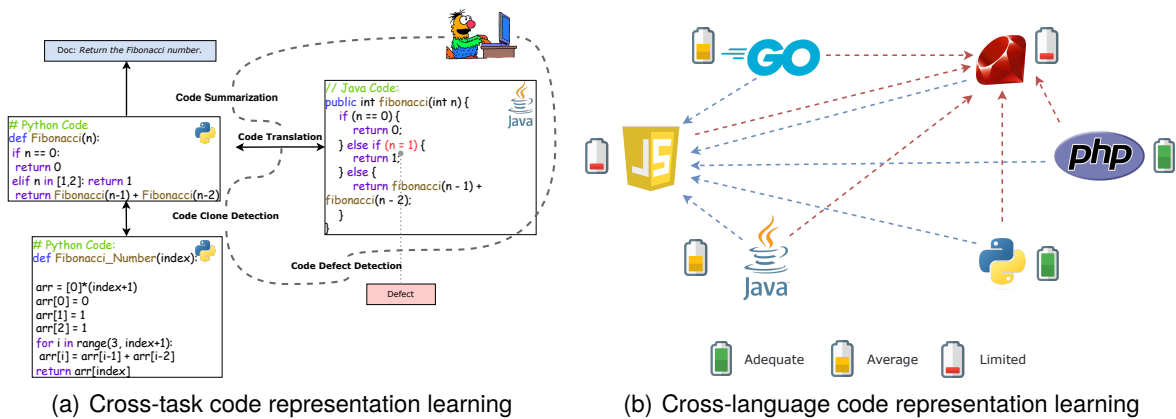 Doc: Return the Fibonacci number.
Code Summarization
# Python Code
def Fibonacci(n):
if n == 0:
return 0
elif n in [1,2]: return 1
return Fibonacci(n-1) + Fibonacci(n-2)
Code Translation
// Java Code:
public int fibonacci(int n) {
if (n == 0) {
return 0;
} else if (n = 1) {
return 1;
} else {
return fibonacci(n - 1) +
fibonacci(n - 2);
}
}
Java
Code Clone Detection
# Python Code:
def Fibonacci_Number(index):
arr = [0]*(index+1)
arr[0] = 0
arr[1] = 1
arr[2] = 1
for i in range(3, index+1):
arr[i] = arr[i-1] + arr[i-2]
return arr[index]
Code Defect Detection
Defect
(a) Cross-task code representation learning
GO
JS
php
Java
Adequate
Average
Limited
(b) Cross-language code representation learning